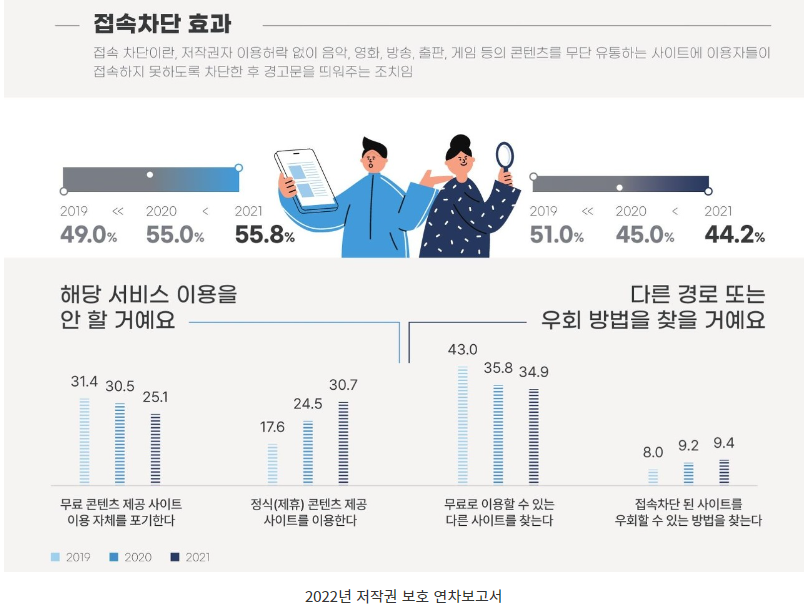 접속차단 효과
접속 차단이란, 저작권자 이용허락 없이 음악, 영화, 방송, 출판, 게임 등의 콘텐츠를 무단 유통하는 사이트에 이용자들이
접속하지 못하도록 차단한 후 경고문을 띄워주는 조치임
2019 << 2020 < 2021
49.0% 55.0% 55.8%
2019 << 2020 < 2021
51.0% 45.0% 44.2%
해당 서비스 이용을
안 할 거예요
다른 경로 또는
우회 방법을 찾을 거예요
31.4 30.5 25.1
무료 콘텐츠 제공 사이트
이용 자체를 포기한다
17.6 24.5 30.7
정식(제휴) 콘텐츠 제공
사이트를 이용한다
43.0 35.8 34.9
무료로 이용할 수 있는
다른 사이트를 찾는다
8.0 9.2 9.4
접속차단 된 사이트를
우회할 수 있는 방법을 찾는다
2019 2020 2021
2022년 저작권 보호 연차보고서